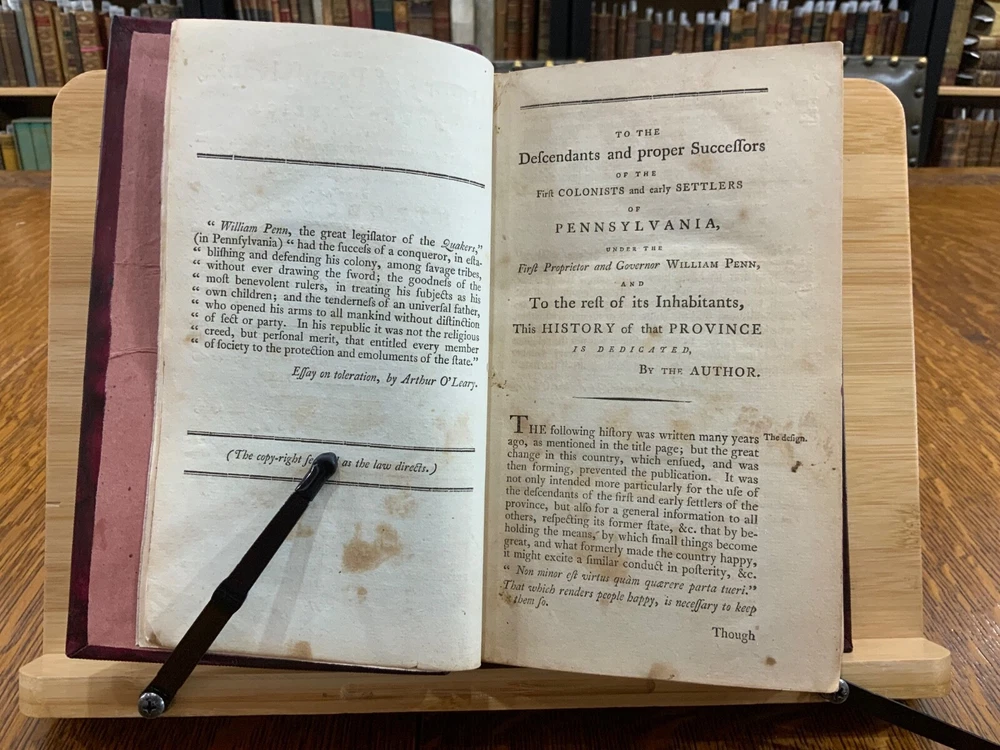 “ William Penn, the great legiſlator of the Quakers,”
(in Pennſylvania) “ had the ſucceſs of a conqueror, in eſta-
“ bliſhing and defending his colony, among ſavage tribes,
“ without ever drawing the ſword; the goodneſs of the
“ moſt benevolent rulers, in treating his ſubjects as his
“ own children; and the tenderneſs of an univerſal father,
“ who opened his arms to all mankind without diſtinction
“ of ſect or party. In his republic it was not the religious
“ creed, but perſonal merit, that entitled every member
“ of ſociety to the protection and emoluments of the ſtate.”
Eſſay on toleration, by Arthur O'Leary.
(The copy-right as the law directs.)
TO THE
Deſcendants and proper Succeſſors
OF THE
Firſt COLONISTS and early SETTLERS
OF
PENNSYLVANIA,
UNDER THE
Firſt Proprietor and Governor WILLIAM PENN,
AND
To the reſt of its Inhabitants,
This HISTORY of that PROVINCE
IS DEDICATED,
BY THE AUTHOR.
THE following hiſtory was written many years The deſign.
ago, as mentioned in the title page; but the great
change in this country, which enſued, and was
then forming, prevented the publication. It was
not only intended more particularly for the uſe of
the deſcendants of the firſt and early ſettlers of the
province, but alſo for a general information to all
others, reſpecting its former ſtate, &c. that by be-
holding the means, by which ſmall things become
great, and what formerly made the country happy,
it might excite a ſimilar conduct in poſterity, &c.
“ Non minor eſt virtus quàm quærere parta tueri.”
That which renders people happy, is neceſſary to keep
them ſo.
Though